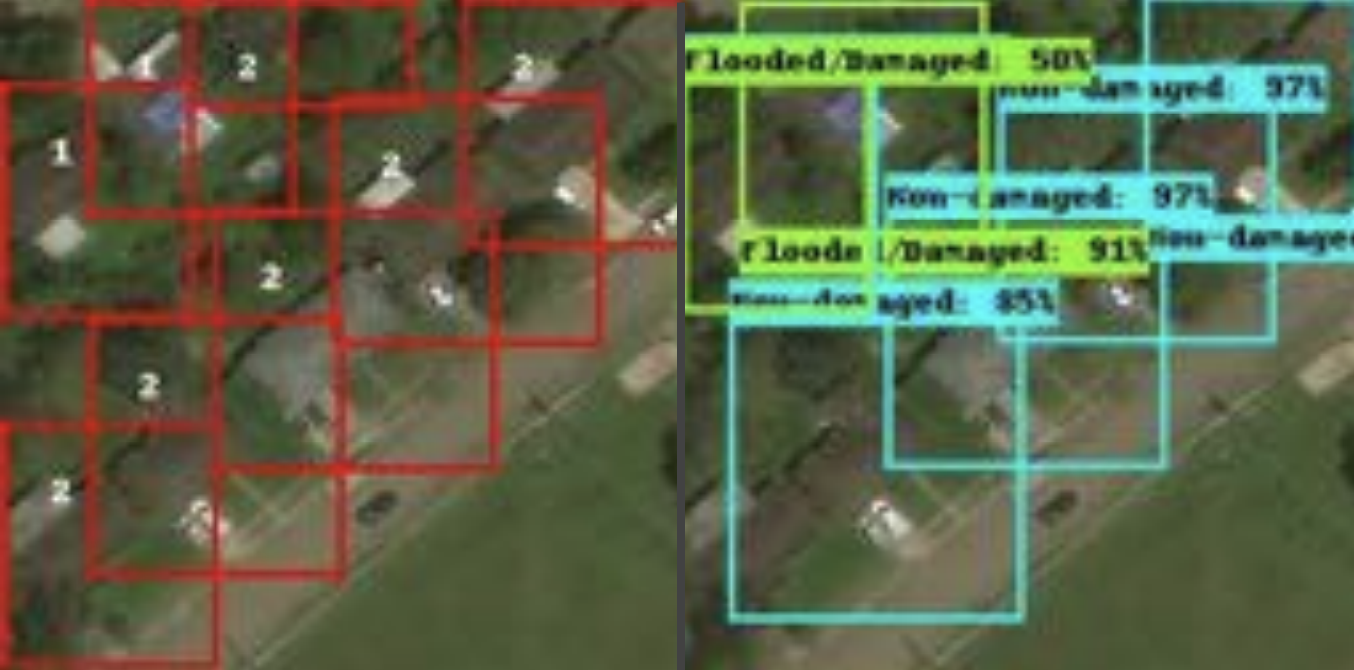 1
2
2
1
2
2
2
2
Flooded/Damaged: 50%
Non-damaged: 97%
Non-damaged: 97%
Non-damaged
Flooded/Damaged: 91%
Non-damaged: 85%